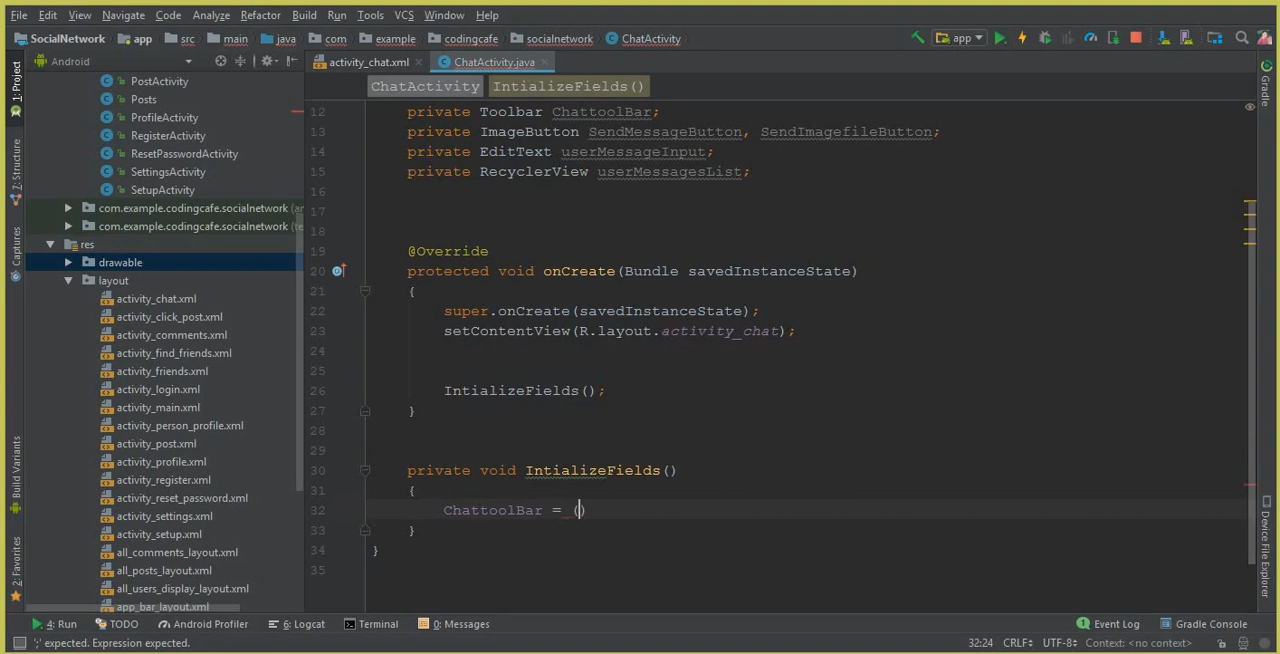 File Edit View Navigate Code Analyze Refactor Build Run Tools VCS Window Help
SocialNetwork app src main java com example codingcafe socialnetwork ChatActivity app
Android
activity_chat.xml ChatActivity.java
ChatActivity IntializeFields()
1: Project
7: Structure
Captures
Build Variants
2: Favorites
PostActivity
Posts
ProfileActivity
RegisterActivity
ResetPasswordActivity
SettingsActivity
SetupActivity
com.example.codingcafe.socialnetwork (
com.example.codingcafe.socialnetwork (
res
drawable
layout
activity_chat.xml
activity_click_post.xml
activity_comments.xml
activity_find_friends.xml
activity_friends.xml
activity_login.xml
activity_main.xml
activity_person_profile.xml
activity_post.xml
activity_profile.xml
activity_register.xml
activity_reset_password.xml
activity_settings.xml
activity_setup.xml
all_comments_layout.xml
all_posts_layout.xml
all_users_display_layout.xml
app_bar_layout.xml
12 private Toolbar ChattoolBar;
13 private ImageButton SendMessageButton, SendImagefileButton;
14 private EditText userMessageInput;
15 private RecyclerView userMessagesList;
16
17
18
19 @Override
20 protected void onCreate(Bundle savedInstanceState)
21 {
22 super.onCreate(savedInstanceState);
23 setContentView(R.layout.activity_chat);
24
25
26 IntializeFields();
27 }
28
29
30 private void IntializeFields()
31 {
32 ChattoolBar = ()
33 }
34 }
35
Gradle
Device File Explorer
4: Run TODO Android Profiler 6: Logcat Terminal 0: Messages Event Log Gradle Console
';' expected. Expression expected. 32:24 CRLF UTF-8 Context: <no context>